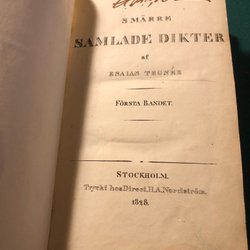 SMÄRRE
SAMLADE DIKTER
af
ESAIAS TEGNÉR
FÖRSTA BANDET.
STOCKHOLM.
Tryckt hos Direct. H. A. Nordström.
1828.